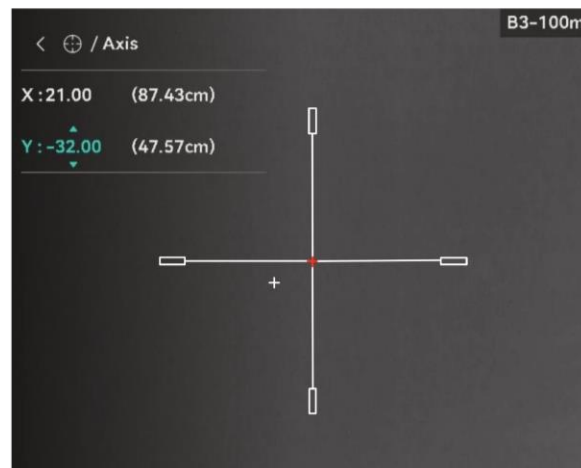 B3-100m
/ Axis
X :21.00 (87.43cm)
Y : -32.00 (47.57cm)